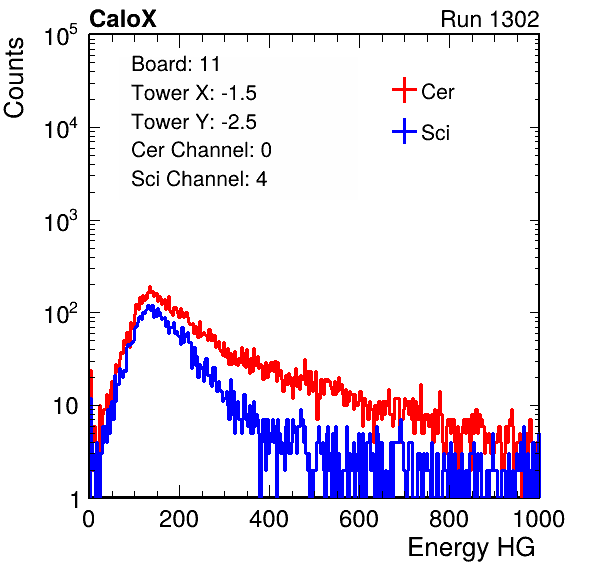 CaloX Run 1302
Board: 11
Tower X: -1.5
Tower Y: -2.5
Cer Channel: 0
Sci Channel: 4
Cer
Sci
Counts
10^5
10^4
10^3
10^2
10
1
0 200 400 600 800 1000
Energy HG